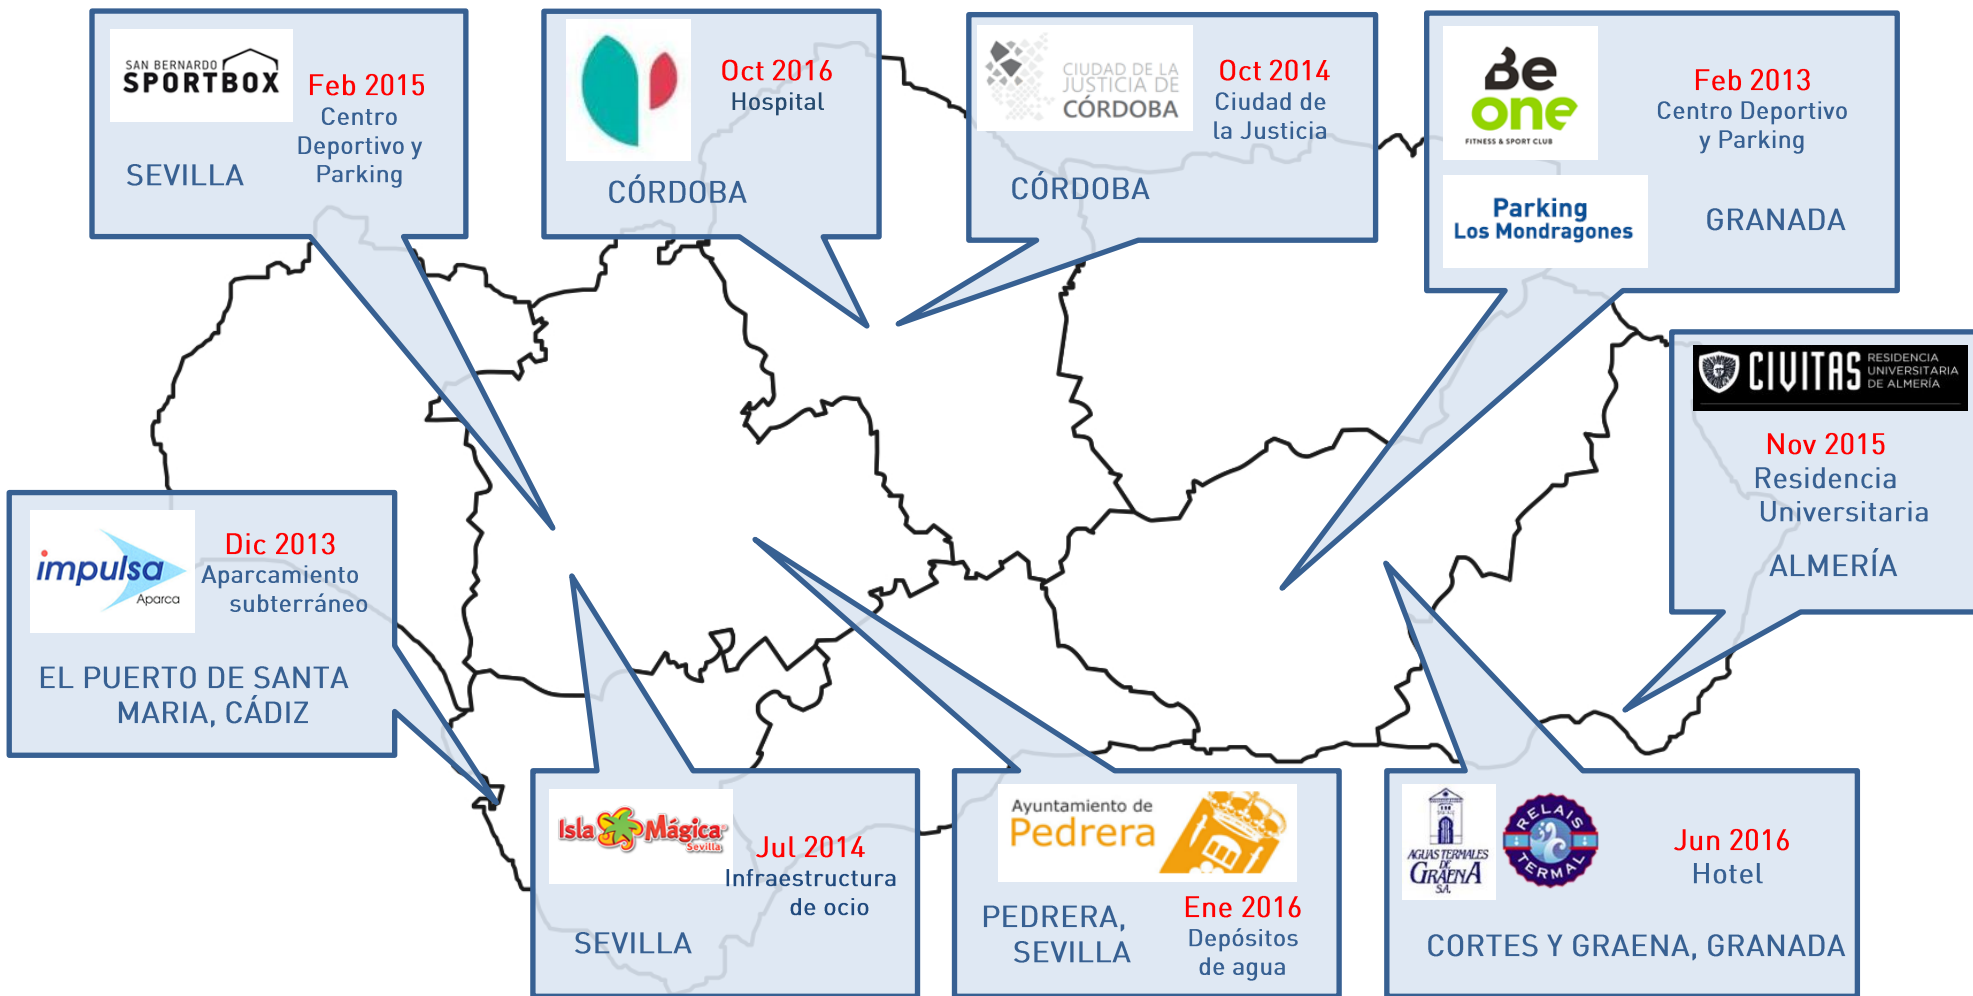 SAN BERNARDO
SPORTBOX
Feb 2015
Centro
Deportivo y
Parking
SEVILLA
Oct 2016
Hospital
CÓRDOBA
CIUDAD DE LA
JUSTICIA DE
CÓRDOBA
Oct 2014
Ciudad de
la Justicia
CÓRDOBA
Be
one
FITNESS & SPORT CLUB
Feb 2013
Centro Deportivo
y Parking
Parking
Los Mondragones
GRANADA
CIVITAS
RESIDENCIA
UNIVERSITARIA
DE ALMERÍA
Nov 2015
Residencia
Universitaria
ALMERÍA
impulsa
Aparca
Dic 2013
Aparcamiento
subterráneo
EL PUERTO DE SANTA
MARIA, CÁDIZ
Isla Mágica
Sevilla
Jul 2014
Infraestructura
de ocio
SEVILLA
Ayuntamiento de
Pedrera
Ene 2016
Depósitos
de agua
PEDRERA,
SEVILLA
AGUAS TERMALES
DE
GRAENA
S.A.
RELAIS
TERMAL
Jun 2016
Hotel
CORTES Y GRAENA, GRANADA